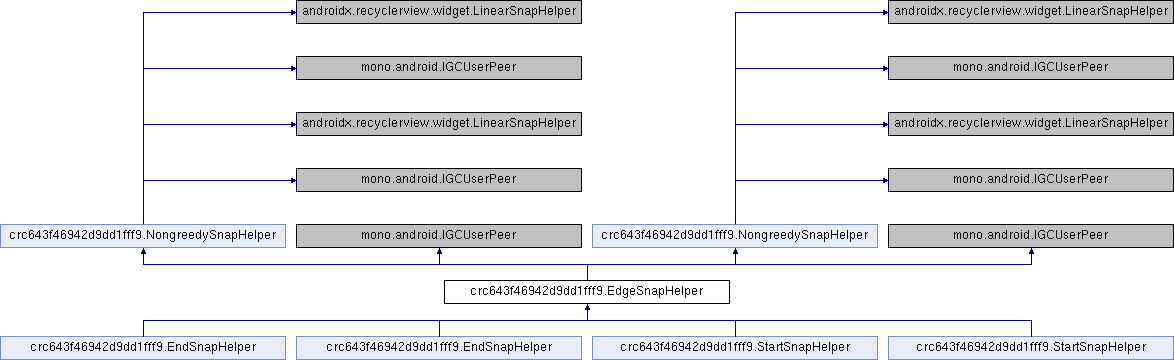 androidx.recyclerview.widget.LinearSnapHelper androidx.recyclerview.widget.LinearSnapHelper
mono.android.IGCUserPeer mono.android.IGCUserPeer
androidx.recyclerview.widget.LinearSnapHelper androidx.recyclerview.widget.LinearSnapHelper
mono.android.IGCUserPeer mono.android.IGCUserPeer
crc643f46942d9dd1fff9.NongreedySnapHelper mono.android.IGCUserPeer crc643f46942d9dd1fff9.NongreedySnapHelper mono.android.IGCUserPeer
crc643f46942d9dd1fff9.EdgeSnapHelper
crc643f46942d9dd1fff9.EndSnapHelper crc643f46942d9dd1fff9.EndSnapHelper crc643f46942d9dd1fff9.StartSnapHelper crc643f46942d9dd1fff9.StartSnapHelper